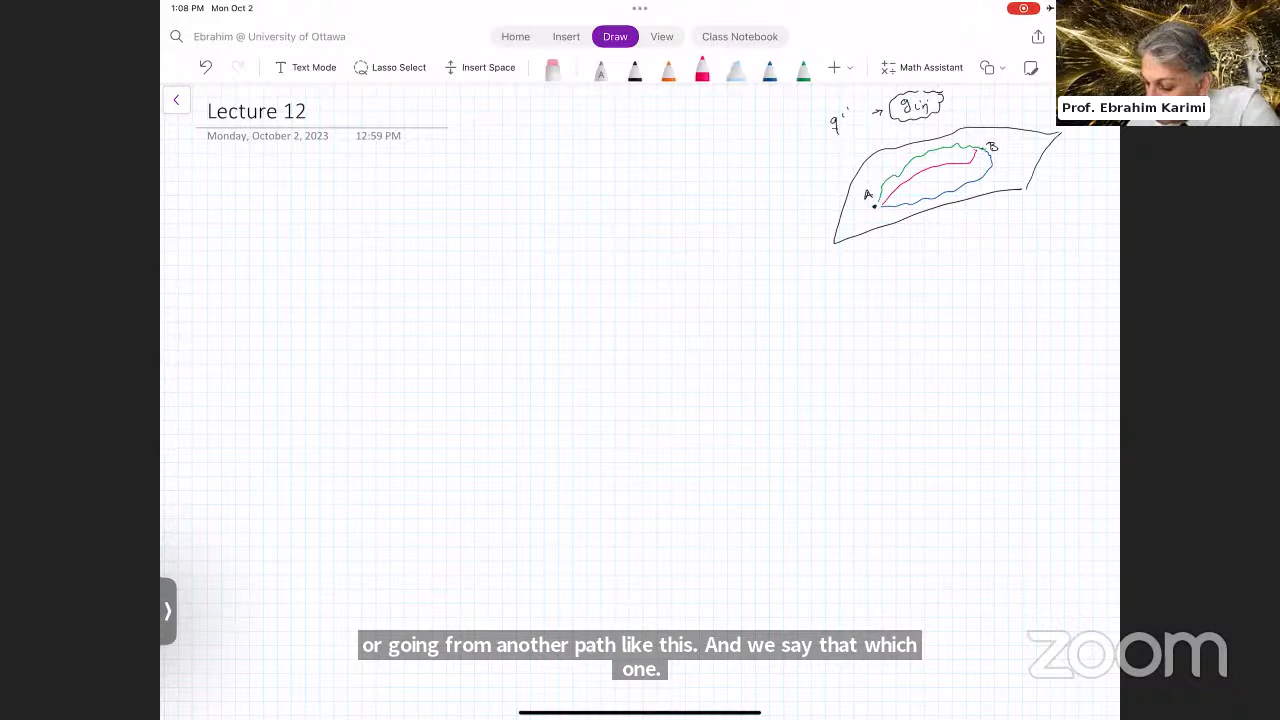 1:08 PM Mon Oct 2
Ebrahim @ University of Ottawa
Home Insert Draw View Class Notebook
Text Mode Lasso Select Insert Space Math Assistant
Prof. Ebrahim Karimi
Lecture 12
Monday, October 2, 2023 12:59 PM
qⁱ → gij
B
A
or going from another path like this. And we say that which
one.
zoom